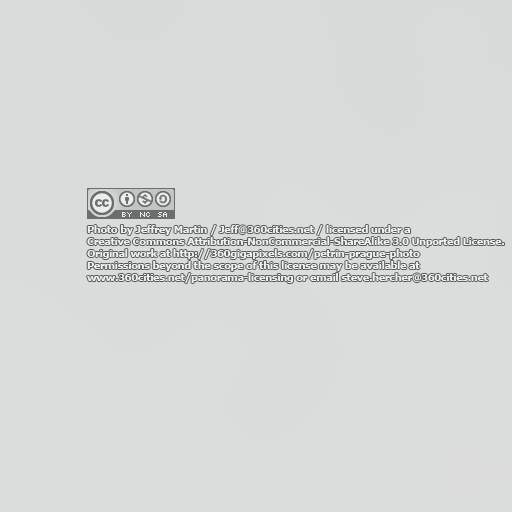 cc BY NC SA
Photo by Jeffrey Martin / Jeff@360cities.net / licensed under a
Creative Commons Attribution-NonCommercial-ShareAlike 3.0 Unported License.
Original work at http://360gigapixels.com/petrin-prague-photo
Permissions beyond the scope of this license may be available at
www.360cities.net/panorama-licensing or email steve.hercher@360cities.net